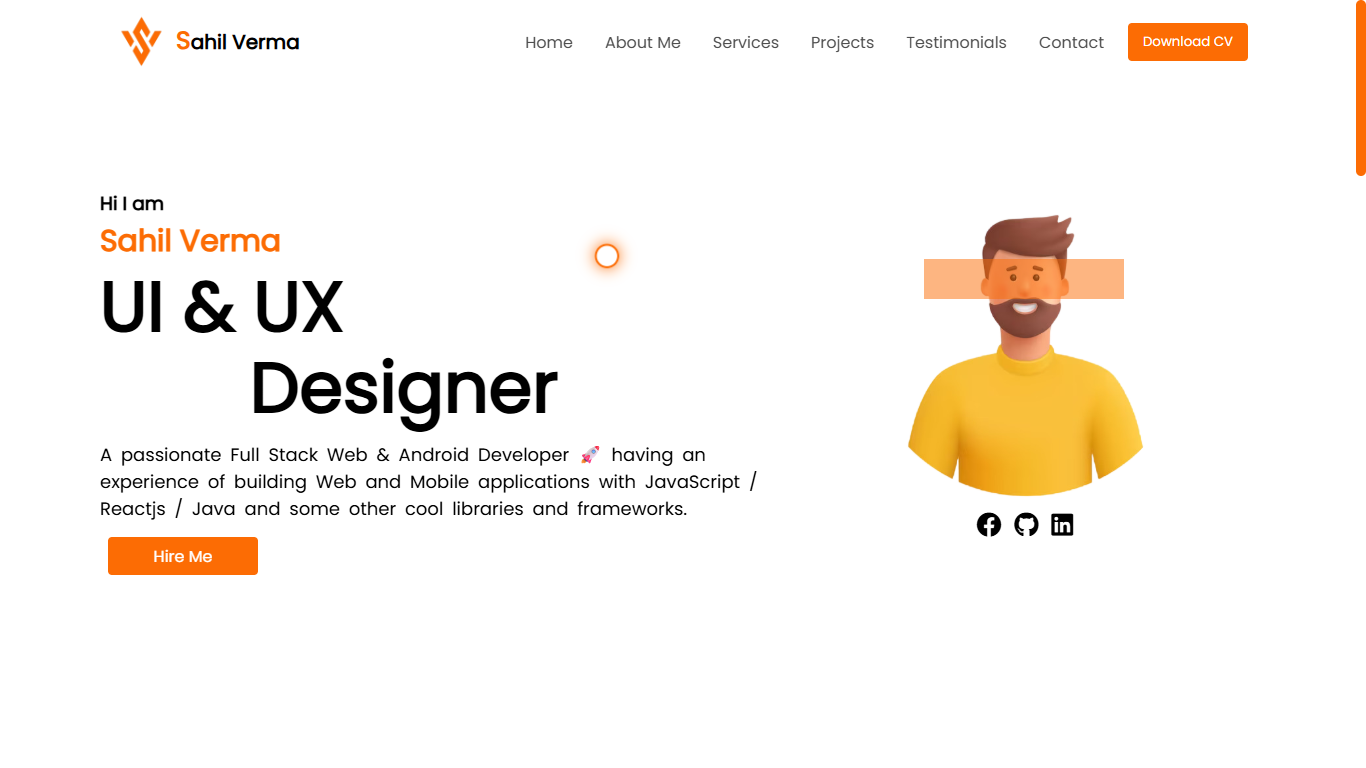 Sahil Verma
Home
About Me
Services
Projects
Testimonials
Contact
Download CV
Hi I am
Sahil Verma
UI & UX
Designer
A passionate Full Stack Web & Android Developer 🚀 having an
experience of building Web and Mobile applications with JavaScript /
Reactjs / Java and some other cool libraries and frameworks.
Hire Me